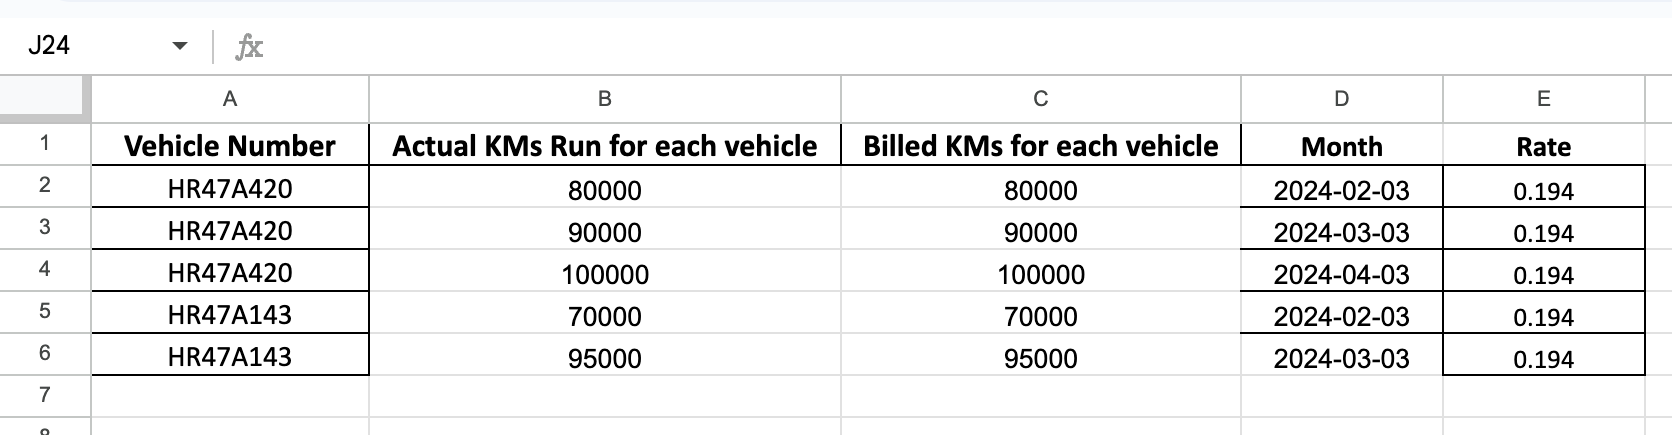 J24 fx
A B C D E
1 Vehicle Number Actual KMs Run for each vehicle Billed KMs for each vehicle Month Rate
2 HR47A420 80000 80000 2024-02-03 0.194
3 HR47A420 90000 90000 2024-03-03 0.194
4 HR47A420 100000 100000 2024-04-03 0.194
5 HR47A143 70000 70000 2024-02-03 0.194
6 HR47A143 95000 95000 2024-03-03 0.194
7
8